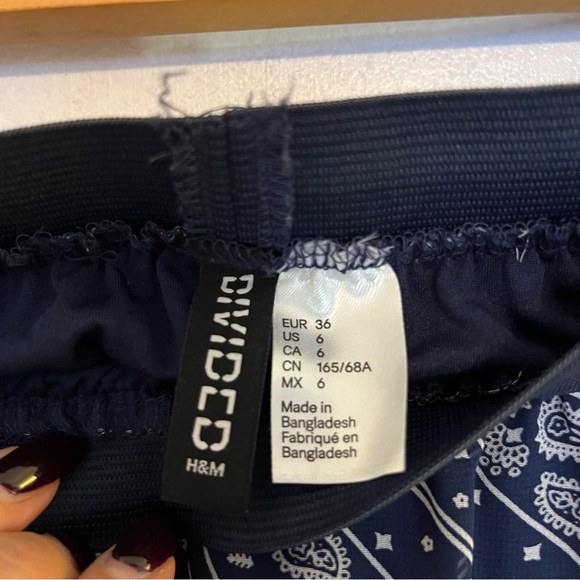 DIVIDED
H&M
EUR 36
US 6
CA 6
CN 165/68A
MX 6
Made in
Bangladesh
Fabriqué en
Bangladesh